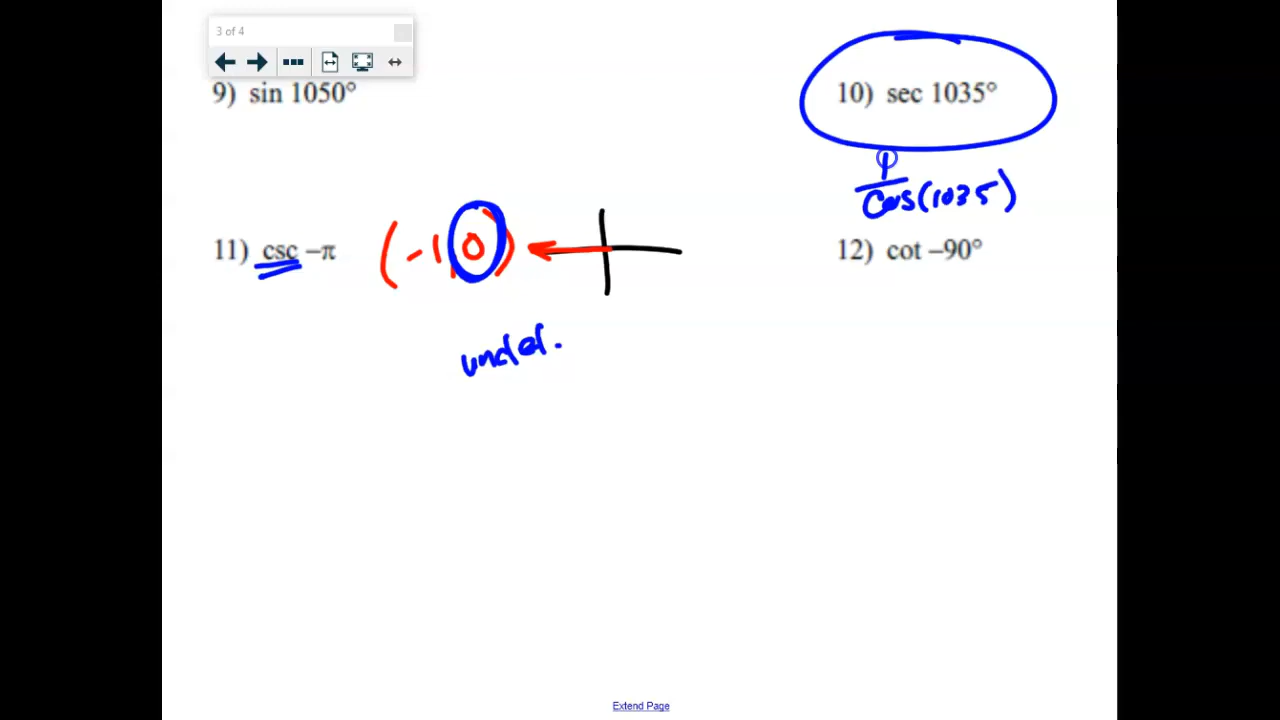 3 of 4
9) sin 1050°
10) sec 1035°
1
cos(1035)
11) csc –π
(-1, 0)
12) cot –90°
undef.
Extend Page